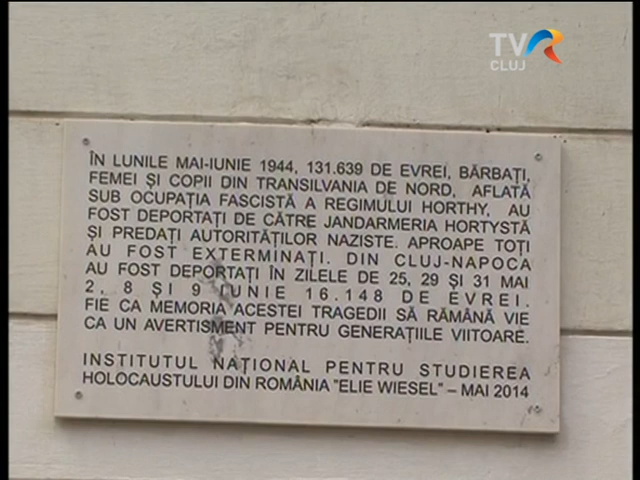 TVR
CLUJ
ÎN LUNILE MAI-IUNIE 1944, 131.639 DE EVREI, BĂRBAȚI,
FEMEI ȘI COPII DIN TRANSILVANIA DE NORD, AFLATĂ
SUB OCUPAȚIA FASCISTĂ A REGIMULUI HORTHY, AU
FOST DEPORTAȚI DE CĂTRE JANDARMERIA HORTYSTĂ
ȘI PREDAȚI AUTORITĂȚILOR NAZISTE. APROAPE TOȚI
AU FOST EXTERMINAȚI. DIN CLUJ-NAPOCA
AU FOST DEPORTAȚI ÎN ZILELE DE 25, 29 ȘI 31 MAI
2, 8 ȘI 9 IUNIE 16.148 DE EVREI.
FIE CA MEMORIA ACESTEI TRAGEDII SĂ RĂMÂNĂ VIE
CA UN AVERTISMENT PENTRU GENERAȚIILE VIITOARE.
INSTITUTUL NAȚIONAL PENTRU STUDIEREA
HOLOCAUSTULUI DIN ROMÂNIA "ELIE WIESEL" – MAI 2014